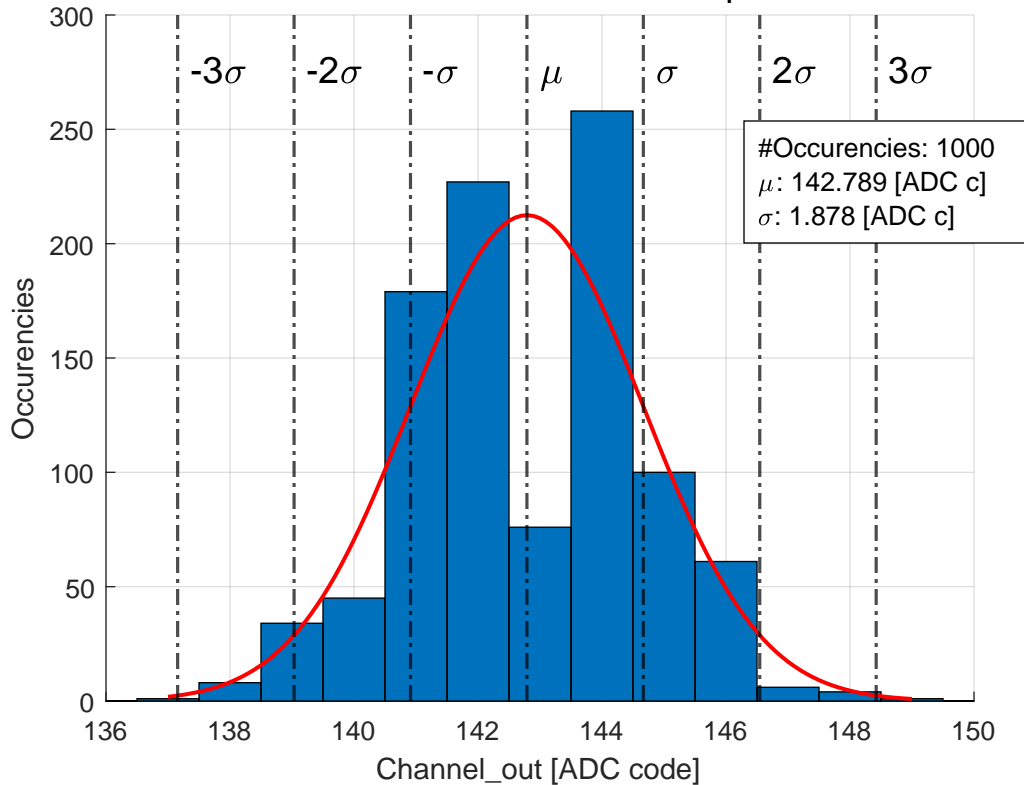 300
250
200
150
100
50
0
Occurencies
-3σ
-2σ
-σ
μ
σ
2σ
3σ
#Occurencies: 1000
μ: 142.789 [ADC c]
σ: 1.878 [ADC c]
136
138
140
142
144
146
148
150
Channel_out [ADC code]